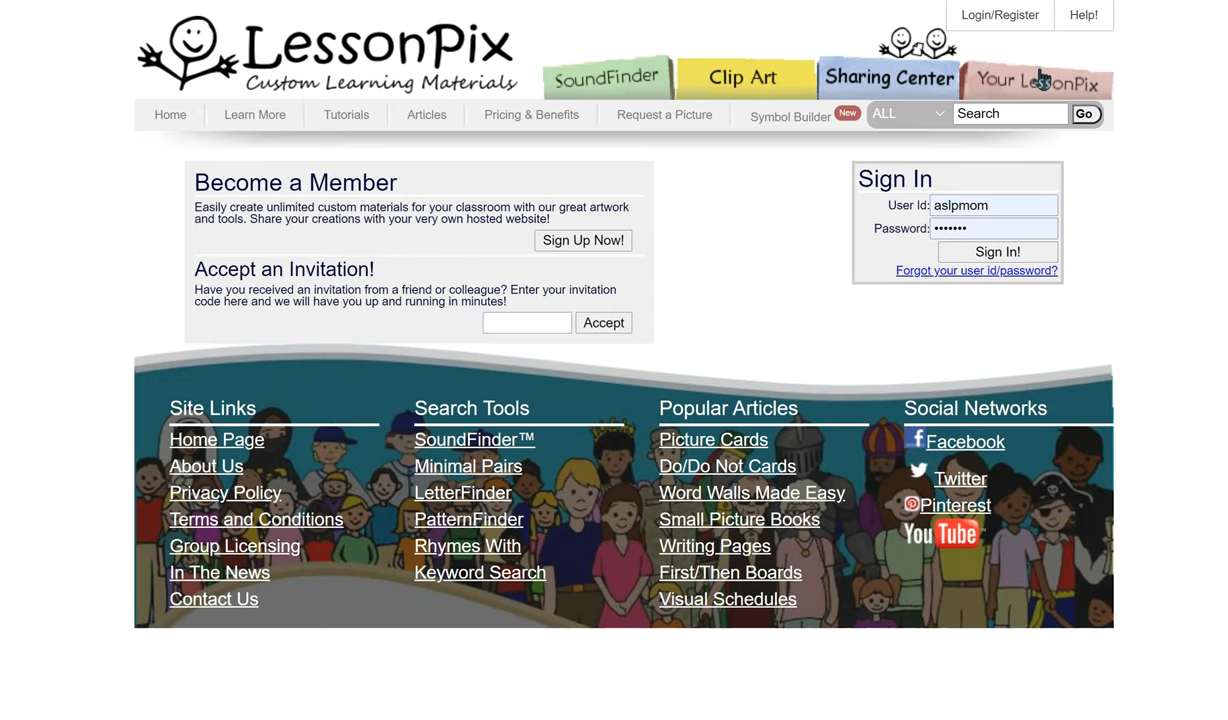 Login/Register
Help!
LessonPix
Custom Learning Materials
SoundFinder
Clip Art
Sharing Center
Your LessonPix
Home
Learn More
Tutorials
Articles
Pricing & Benefits
Request a Picture
Symbol Builder New
ALL
Search
Go
Become a Member
Easily create unlimited custom materials for your classroom with our great artwork
and tools. Share your creations with your very own hosted website!
Sign Up Now!
Accept an Invitation!
Have you received an invitation from a friend or colleague? Enter your invitation
code here and we will have you up and running in minutes!
Accept
Sign In
User Id: aslpmom
Password: •••••••
Sign In!
Forgot your user id/password?
Site Links
Home Page
About Us
Privacy Policy
Terms and Conditions
Group Licensing
In The News
Contact Us
Search Tools
SoundFinder™
Minimal Pairs
LetterFinder
PatternFinder
Rhymes With
Keyword Search
Popular Articles
Picture Cards
Do/Do Not Cards
Word Walls Made Easy
Small Picture Books
Writing Pages
First/Then Boards
Visual Schedules
Social Networks
Facebook
Twitter
Pinterest
YouTube